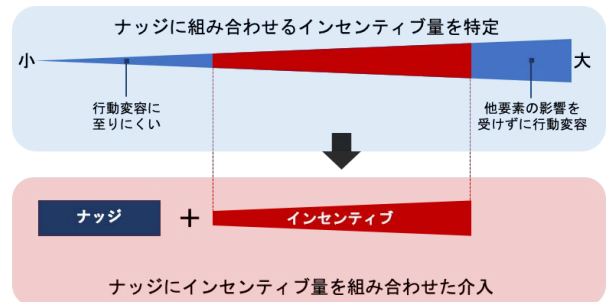 ナッジに組み合わせるインセンティブ量を特定
小
大
行動変容に
至りにくい
他要素の影響を
受けずに行動変容
ナッジ
+
インセンティブ
ナッジにインセンティブ量を組み合わせた介入